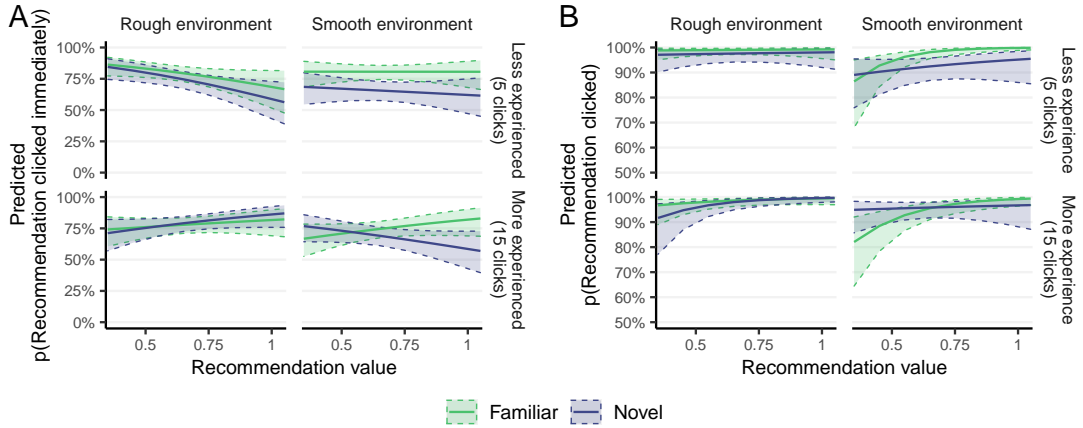 A
Rough environment
Smooth environment
Predicted
p(Recommendation clicked immediately)
100%
75%
50%
25%
0%
Less experienced
(5 clicks)
100%
75%
50%
25%
0%
More experienced
(15 clicks)
0.5
0.75
1
0.5
0.75
1
Recommendation value
B
Rough environment
Smooth environment
Predicted
p(Recommendation clicked)
100%
90%
80%
70%
60%
50%
Less experience
(5 clicks)
100%
90%
80%
70%
60%
50%
More experience
(15 clicks)
0.5
0.75
1
0.5
0.75
1
Recommendation value
Familiar
Novel